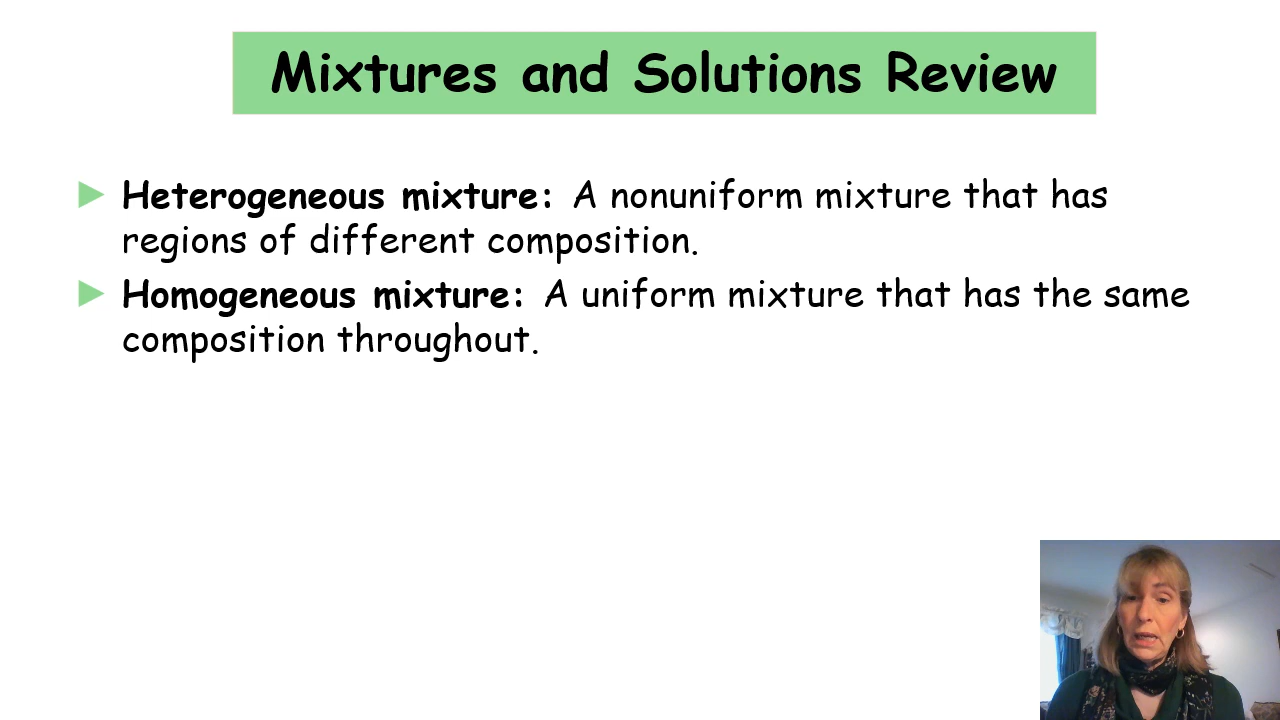 Mixtures and Solutions Review
Heterogeneous mixture: A nonuniform mixture that has
regions of different composition.
Homogeneous mixture: A uniform mixture that has the same
composition throughout.